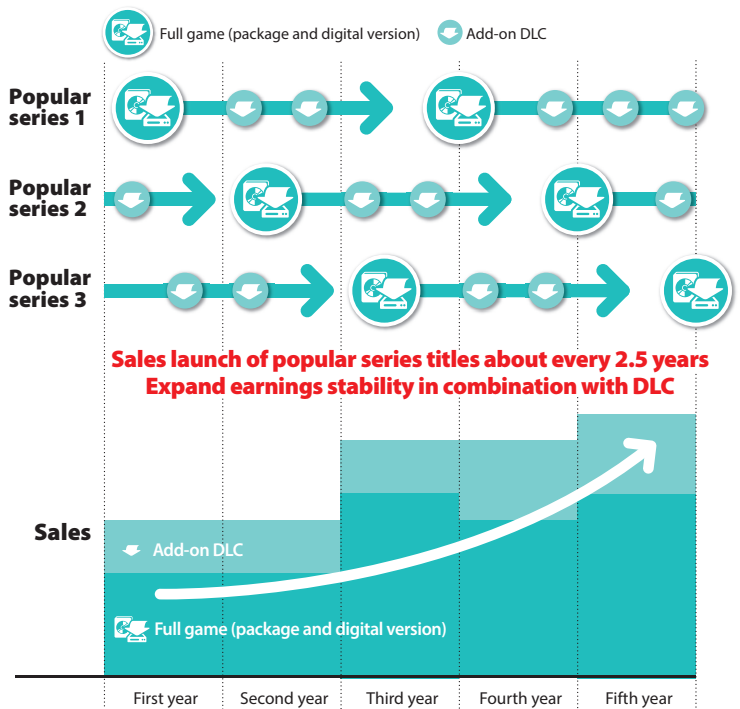 Full game (package and digital version)
Add-on DLC
Popular
series 1
Popular
series 2
Popular
series 3
Sales launch of popular series titles about every 2.5 years
Expand earnings stability in combination with DLC
Sales
Add-on DLC
Full game (package and digital version)
First year
Second year
Third year
Fourth year
Fifth year